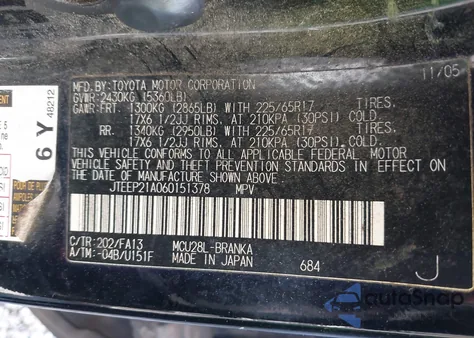 MFD.BY:TOYOTA MOTOR CORPORATION 11/05
GVWR:2430KG (5360LB)
GAWR:FRT. 1300KG (2865LB) WITH 225/65R17 TIRES.
17X6 1/2JJ RIMS. AT 210KPA (30PSI) COLD.
RR. 1340KG (2950LB) WITH 225/65R17 TIRES.
17X6 1/2JJ RIMS. AT 210KPA (30PSI) COLD.
THIS VEHICLE CONFORMS TO ALL APPLICABLE FEDERAL MOTOR
VEHICLE SAFETY AND THEFT PREVENTION STANDARDS IN EFFECT ON
THE DATE OF MANUFACTURE SHOWN ABOVE.
JTEEP21A060151378 MPV
C/TR:202/FA13 MCU28L-BRANKA
A/TM:-04B/U151F MADE IN JAPAN 684 J
6 Y 48212
AutoSnap